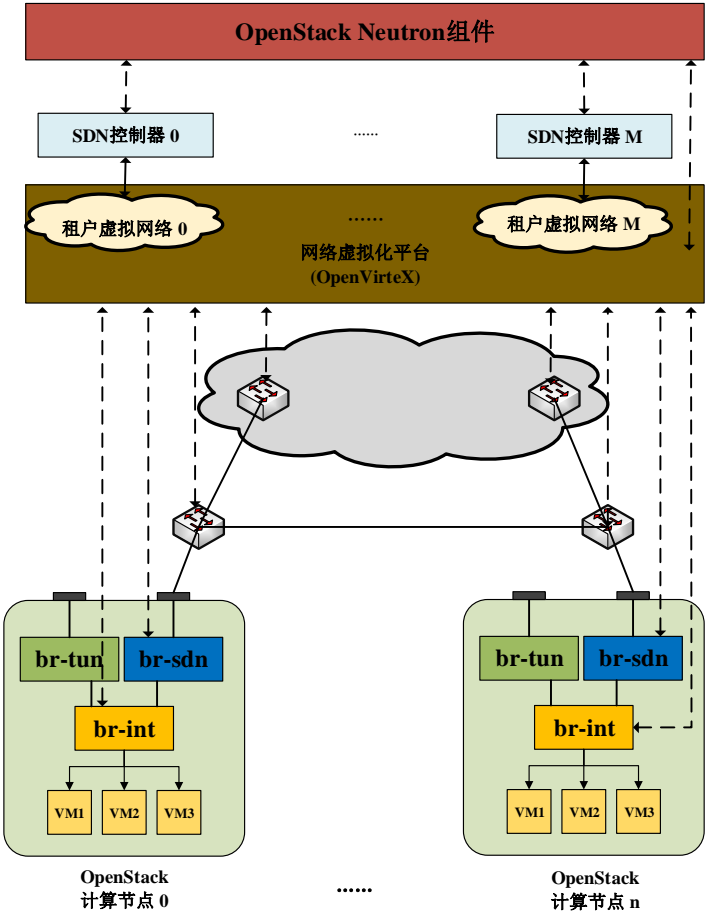 OpenStack Neutron组件
SDN控制器 0
......
SDN控制器 M
租户虚拟网络 0
......
租户虚拟网络 M
网络虚拟化平台
(OpenVirteX)
br-tun
br-sdn
br-int
VM1
VM2
VM3
br-tun
br-sdn
br-int
VM1
VM2
VM3
OpenStack
计算节点 0
......
OpenStack
计算节点 n